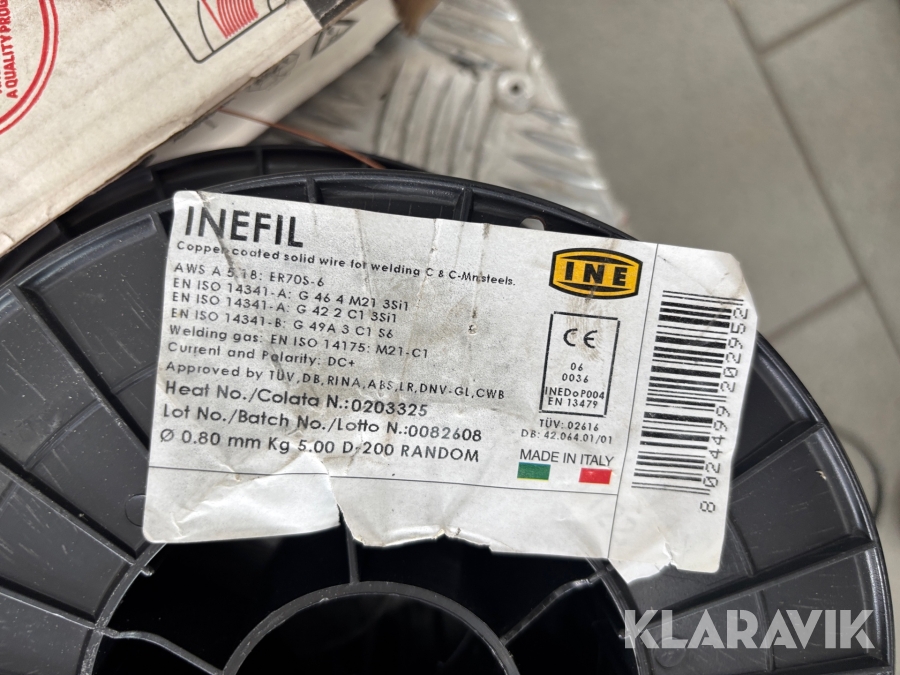 A QUALITY PROG
INEFIL
Copper coated solid wire for welding C & C-Mn steels.
AWS A 5.18: ER70S-6
EN ISO 14341-A: G 46 4 M21 3Si1
EN ISO 14341-A: G 42 2 C1 3Si1
EN ISO 14341-B: G 49A 3 C1 S6
Welding gas: EN ISO 14175: M21-C1
Current and Polarity: DC+
Approved by TÜV,DB,RINA,ABS,LR,DNV-GL,CWB
Heat No./Colata N.:0203325
Lot No./Batch No./Lotto N.:0082608
Ø 0.80 mm Kg 5.00 D-200 RANDOM
INE
CE
06
0036
INEDoP004
EN 13479
TÜV: 02616
DB: 42.064.01/01
MADE IN ITALY
8024499202952
KLARAVIK